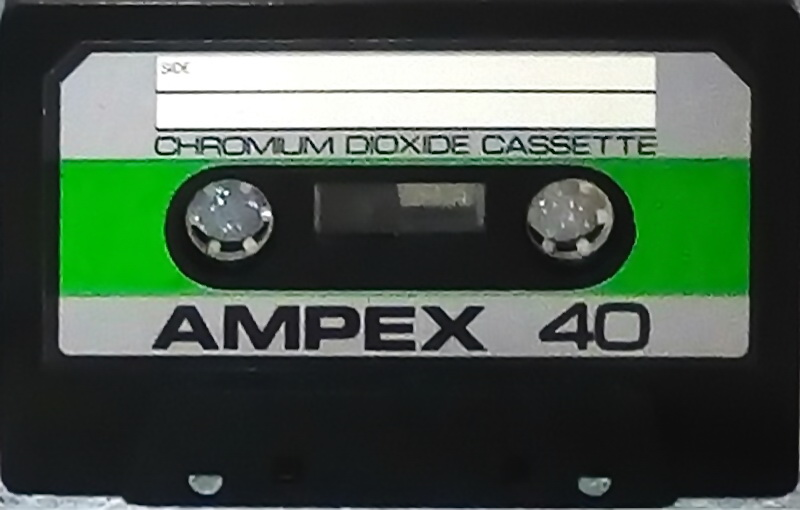 SIDE
CHROMIUM DIOXIDE CASSETTE
AMPEX 40